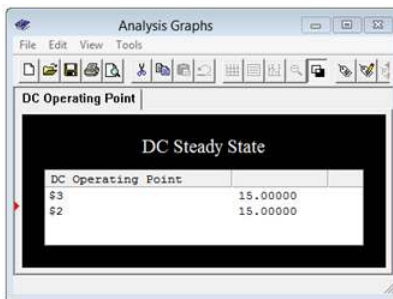 Analysis Graphs
File Edit View Tools
DC Operating Point
DC Steady State
DC Operating Point
$3 15.00000
$2 15.00000